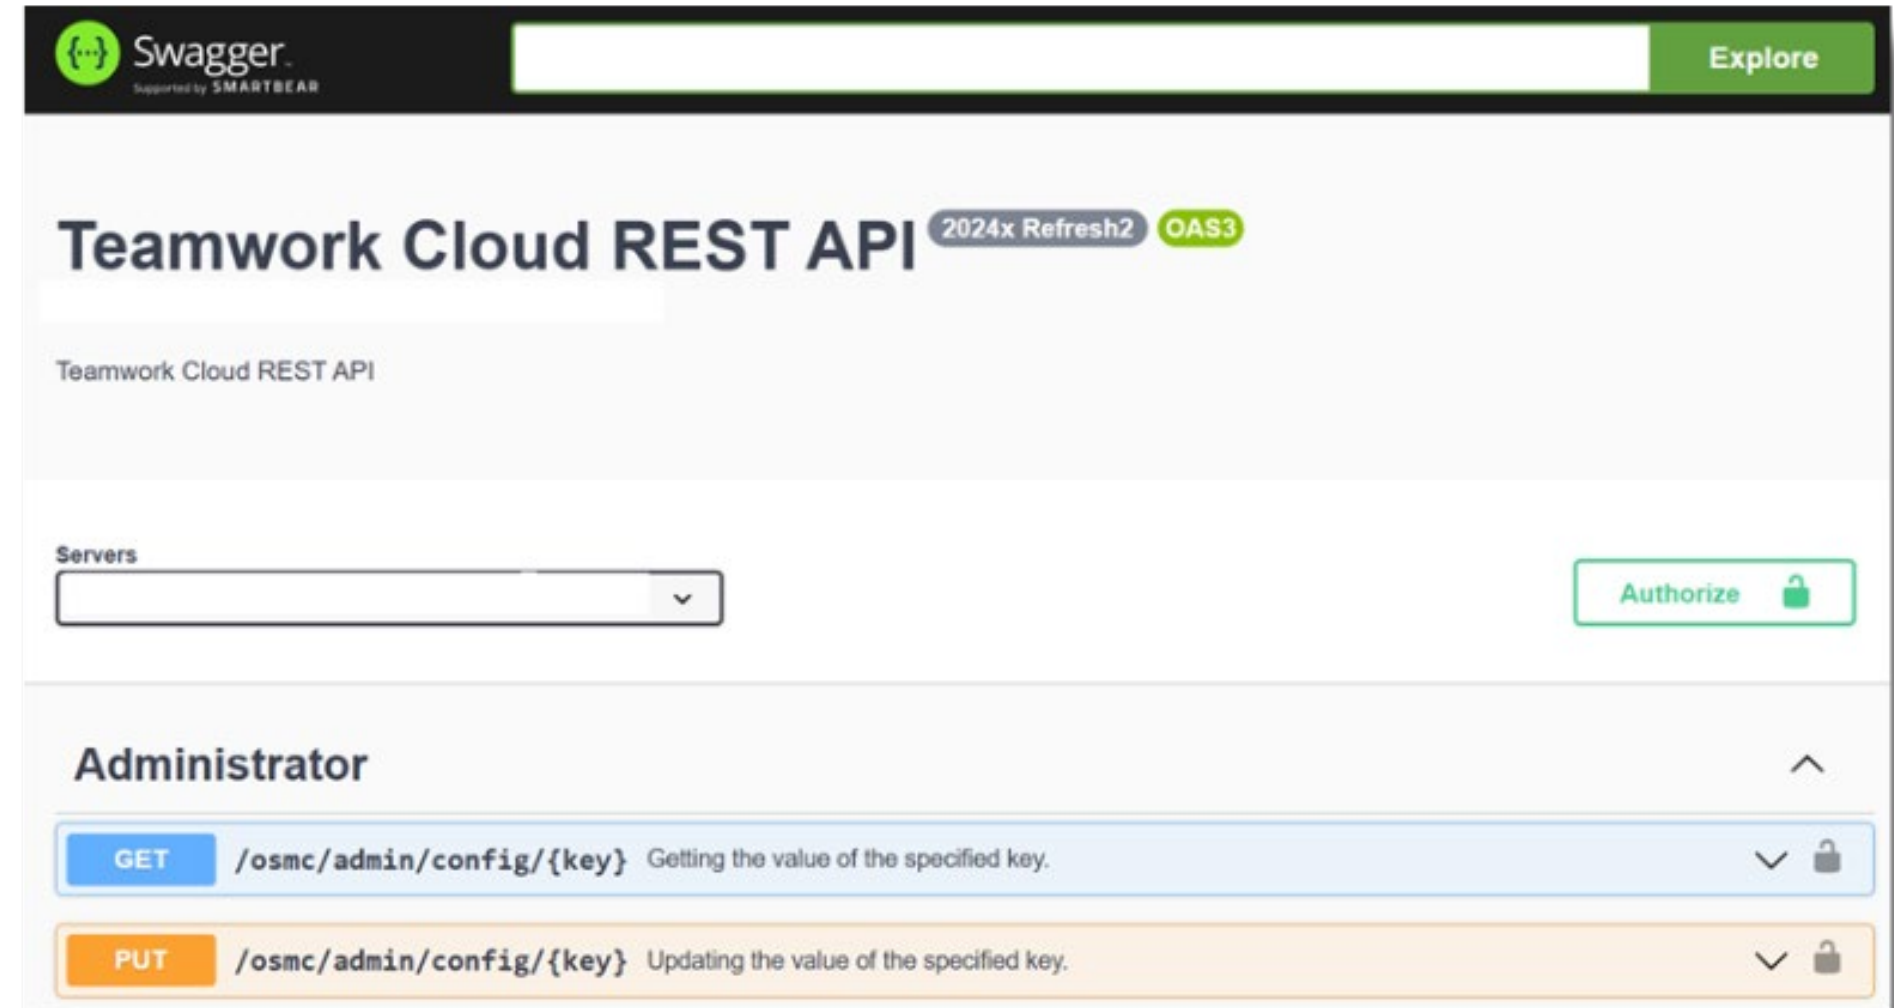 {...} Swagger.
Supported by SMARTBEAR
Explore
Teamwork Cloud REST API 2024x Refresh2 OAS3
Teamwork Cloud REST API
Servers
Authorize
Administrator
GET /osmc/admin/config/{key} Getting the value of the specified key.
PUT /osmc/admin/config/{key} Updating the value of the specified key.